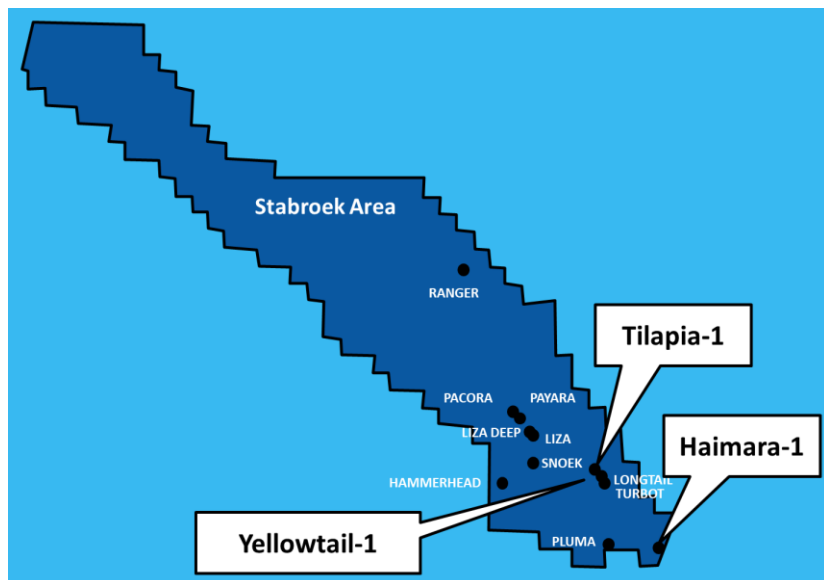 Stabroek Area
RANGER
Tilapia-1
PACORA
PAYARA
LIZA DEEP
LIZA
Haimara-1
SNOEK
HAMMERHEAD
LONGTAIL
TURBOT
Yellowtail-1
PLUMA